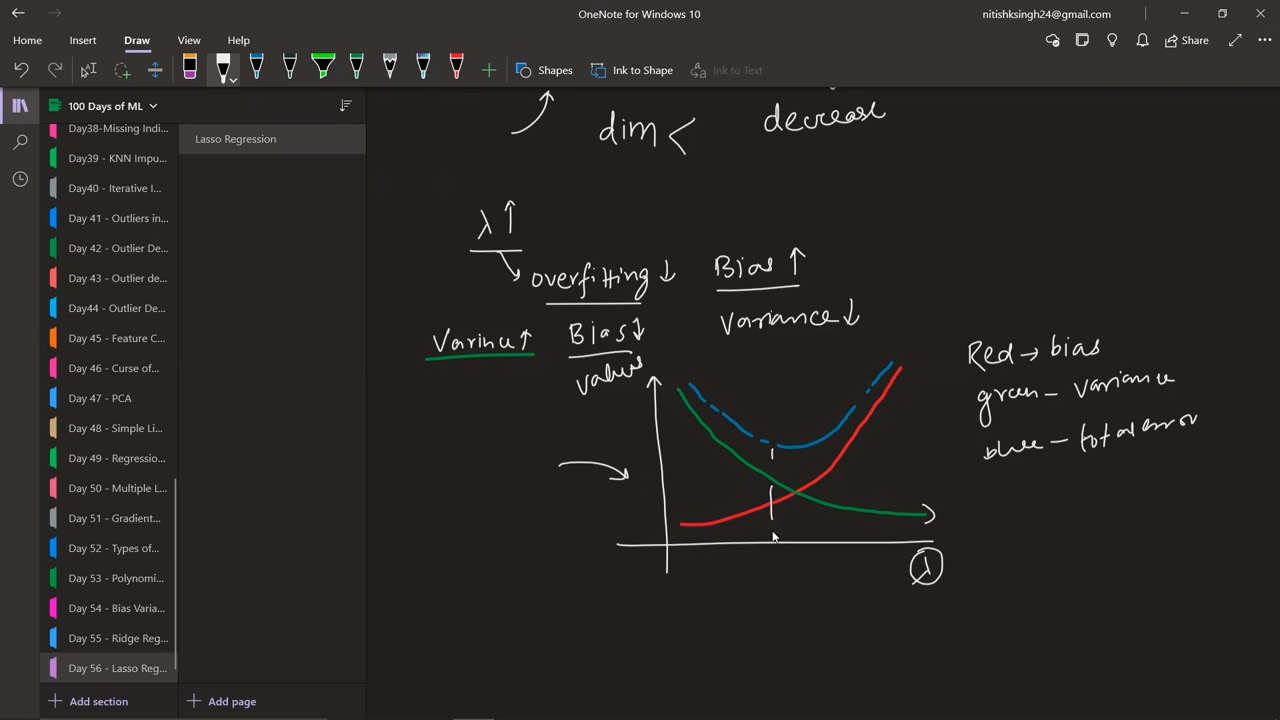 OneNote for Windows 10
nitishksingh24@gmail.com
Home Insert Draw View Help
Share
Shapes
Ink to Shape
Ink to Text
100 Days of ML
Day38-Missing Indi...
Day39 - KNN Impu...
Day40 - Iterative I...
Day 41 - Outliers in...
Day 42 - Outlier De...
Day 43 - Outlier de...
Day44 - Outlier De...
Day 45 - Feature C...
Day 46 - Curse of...
Day 47 - PCA
Day 48 - Simple Li...
Day 49 - Regressio...
Day 50 - Multiple L...
Day 51 - Gradient...
Day 52 - Types of...
Day 53 - Polynomi...
Day 54 - Bias Varia...
Day 55 - Ridge Reg...
Day 56 - Lasso Reg...
Add section
Lasso Regression
Add page
dim < decrease
λ ↑
overfitting ↓ Bias ↑
Variance ↓
Varince ↑ Bias ↓
values
Red → bias
green - variance
blue - total error
λ